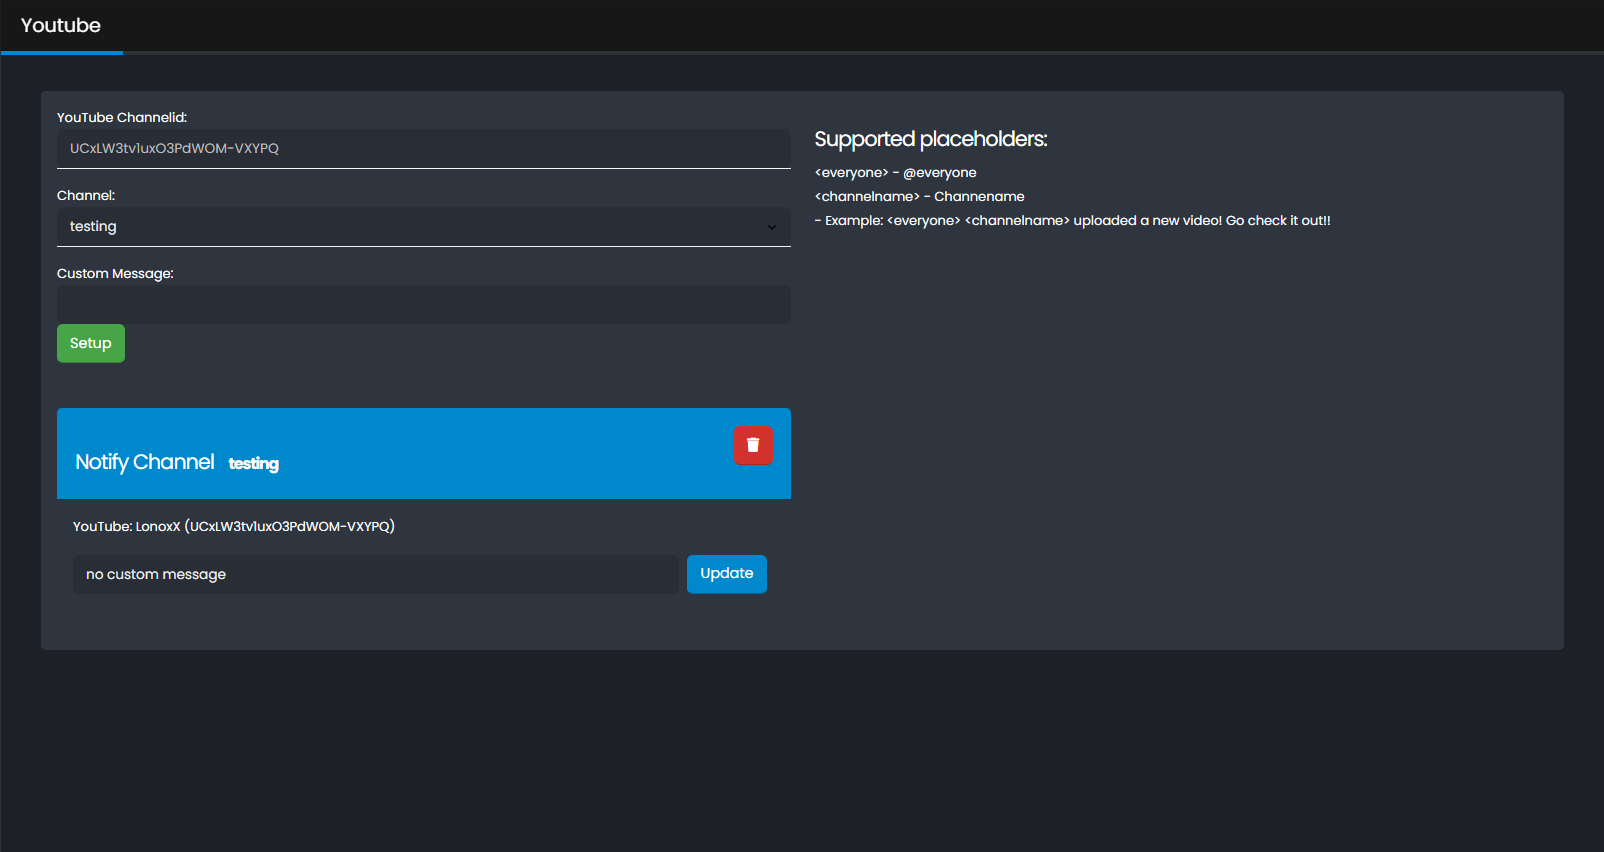 Youtube
YouTube Channelid:
UCxLW3tv1uxO3PdWOM-VXYPQ
Channel:
testing
Custom Message:
Setup
Supported placeholders:
<everyone> - @everyone
<channelname> - Channename
- Example: <everyone> <channelname> uploaded a new video! Go check it out!!
Notify Channel testing
YouTube: LonoxX (UCxLW3tv1uxO3PdWOM-VXYPQ)
no custom message
Update